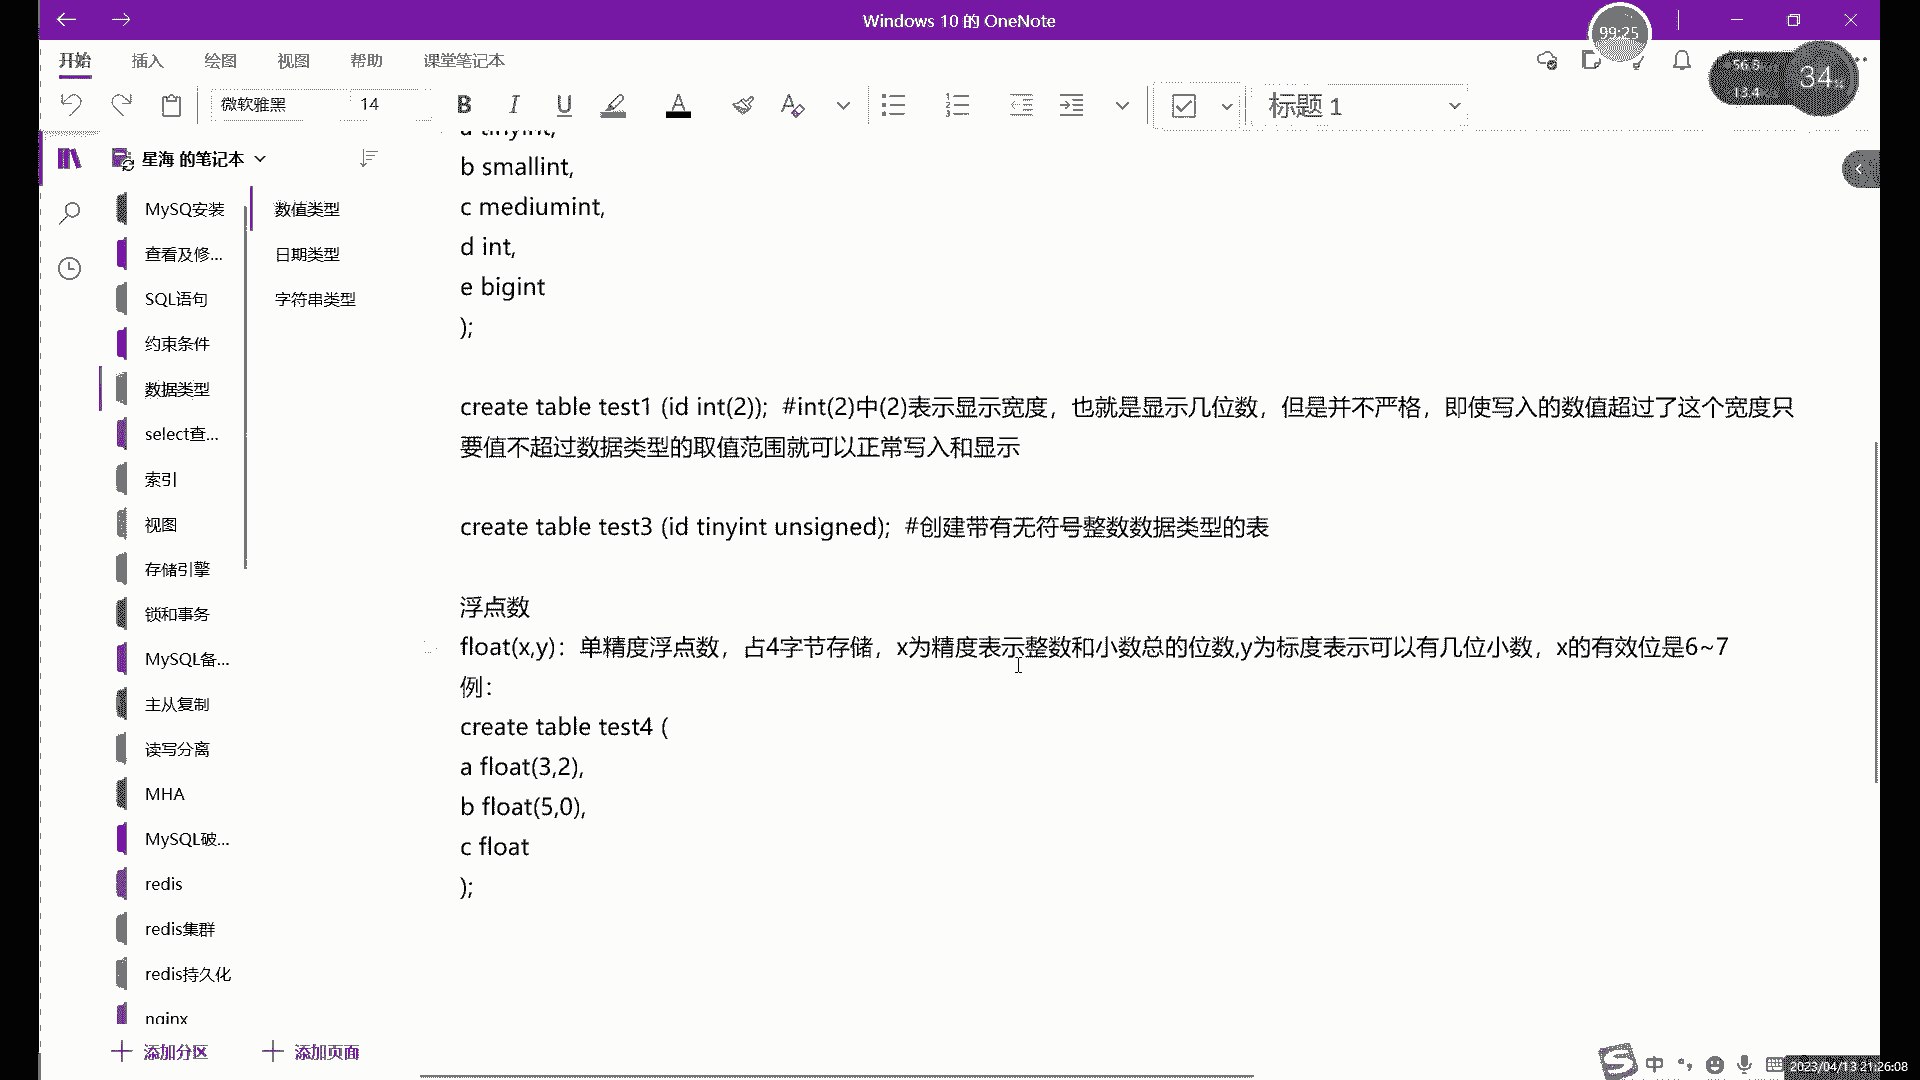 Windows 10 的 OneNote
99:25
开始
插入
绘图
视图
帮助
课堂笔记本
56.8
13.4
34%
微软雅黑
14
B
I
U
A
A
标题 1
星海 的笔记本
MySQ安装
查看及修...
SQL语句
约束条件
数据类型
select查...
索引
视图
存储引擎
锁和事务
MySQL备...
主从复制
读写分离
MHA
MySQL破...
redis
redis集群
redis持久化
nginx
数值类型
日期类型
字符串类型
a tinyint,
b smallint,
c mediumint,
d int,
e bigint
);
create table test1 (id int(2));  #int(2)中(2)表示显示宽度，也就是显示几位数，但是并不严格，即使写入的数值超过了这个宽度只
要值不超过数据类型的取值范围就可以正常写入和显示
create table test3 (id tinyint unsigned);  #创建带有无符号整数数据类型的表
浮点数
float(x,y)：单精度浮点数，占4字节存储，x为精度表示整数和小数总的位数,y为标度表示可以有几位小数，x的有效位是6~7
例：
create table test4 (
a float(3,2),
b float(5,0),
c float
);
添加分区
添加页面
中
2023/04/13 21:26:08